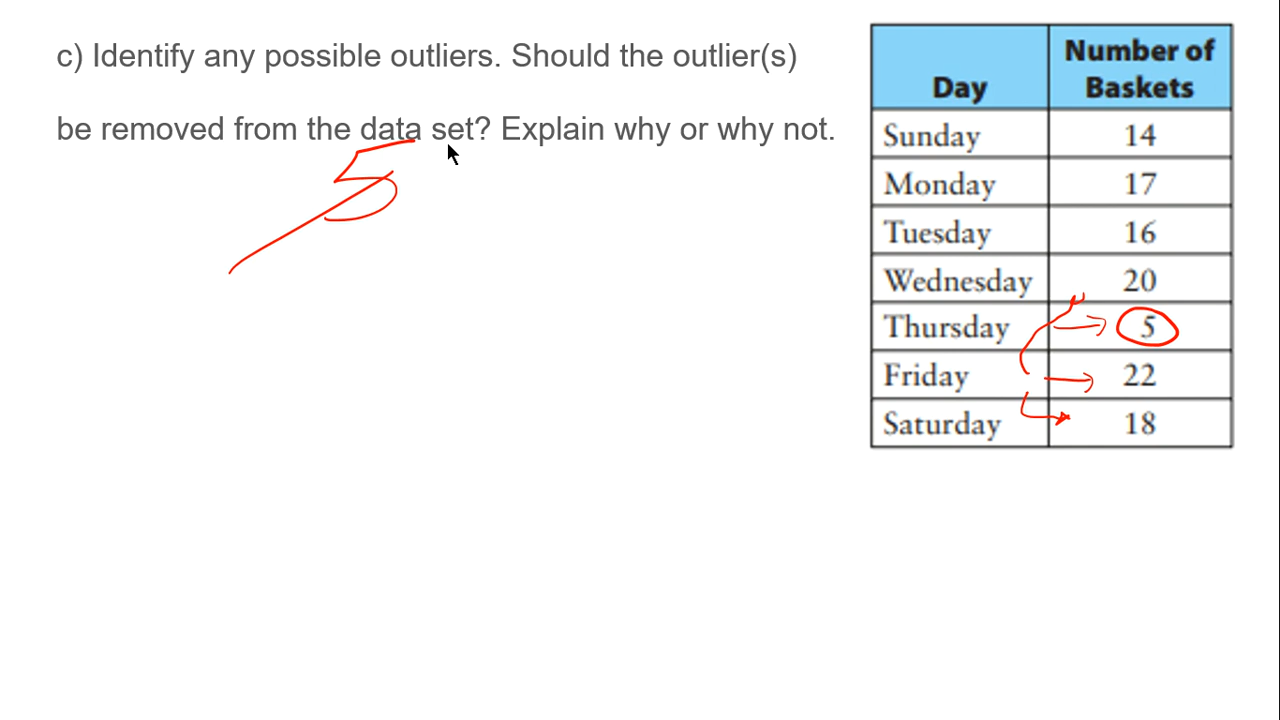 c) Identify any possible outliers. Should the outlier(s)
be removed from the data set? Explain why or why not.
5
Day Number of Baskets
Sunday 14
Monday 17
Tuesday 16
Wednesday 20
Thursday 5
Friday 22
Saturday 18